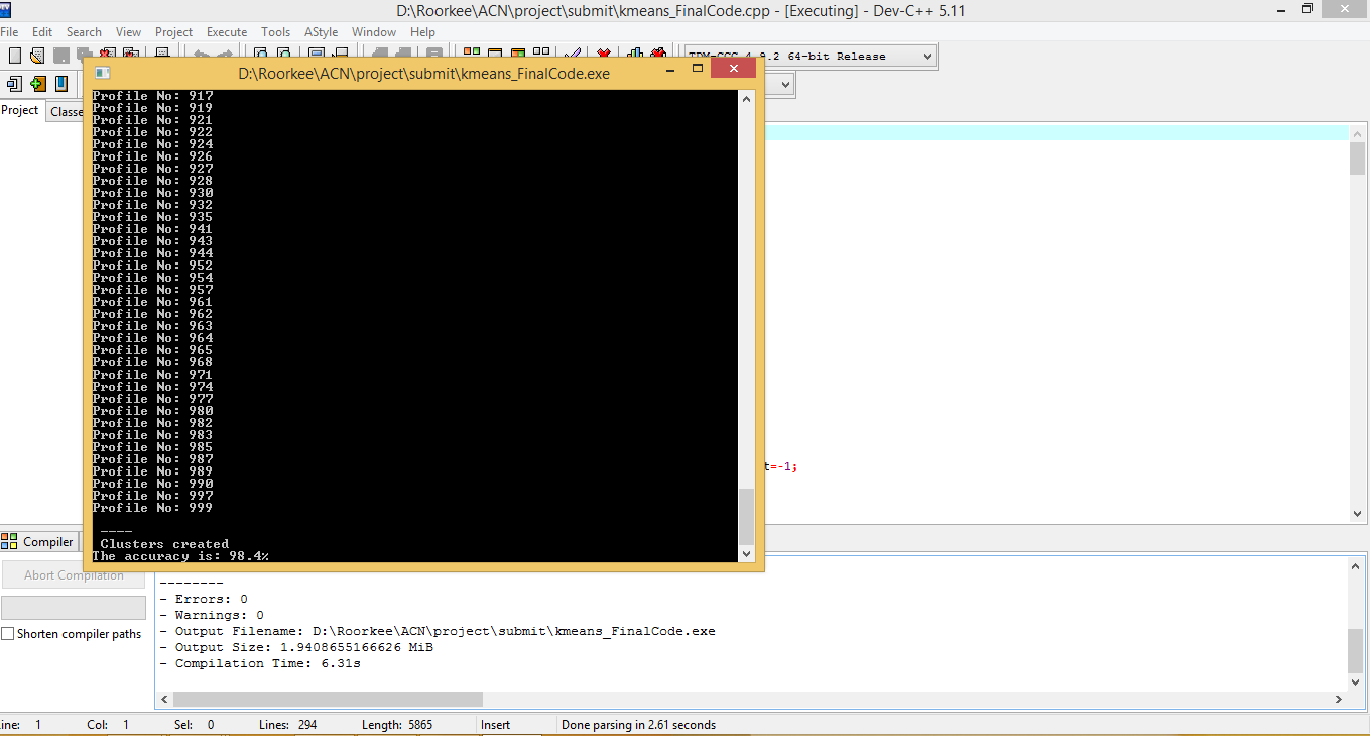 D:\Roorkee\ACN\project\submit\kmeans_FinalCode.cpp - [Executing] - Dev-C++ 5.11
File Edit Search View Project Execute Tools AStyle Window Help
9.2 64-bit Release
D:\Roorkee\ACN\project\submit\kmeans_FinalCode.exe
Project Classe
Profile No: 917
Profile No: 919
Profile No: 921
Profile No: 922
Profile No: 924
Profile No: 926
Profile No: 927
Profile No: 928
Profile No: 930
Profile No: 932
Profile No: 935
Profile No: 941
Profile No: 943
Profile No: 944
Profile No: 952
Profile No: 954
Profile No: 957
Profile No: 961
Profile No: 962
Profile No: 963
Profile No: 964
Profile No: 965
Profile No: 968
Profile No: 971
Profile No: 974
Profile No: 977
Profile No: 980
Profile No: 982
Profile No: 983
Profile No: 985
Profile No: 987
Profile No: 989
Profile No: 990
Profile No: 997
Profile No: 999
____
Clusters created
The accuracy is: 98.4%
t=-1;
Compiler
Abort Compilation
Shorten compiler paths
--------
- Errors: 0
- Warnings: 0
- Output Filename: D:\Roorkee\ACN\project\submit\kmeans_FinalCode.exe
- Output Size: 1.9408655166626 MiB
- Compilation Time: 6.31s
ine: 1 Col: 1 Sel: 0 Lines: 294 Length: 5865 Insert Done parsing in 2.61 seconds